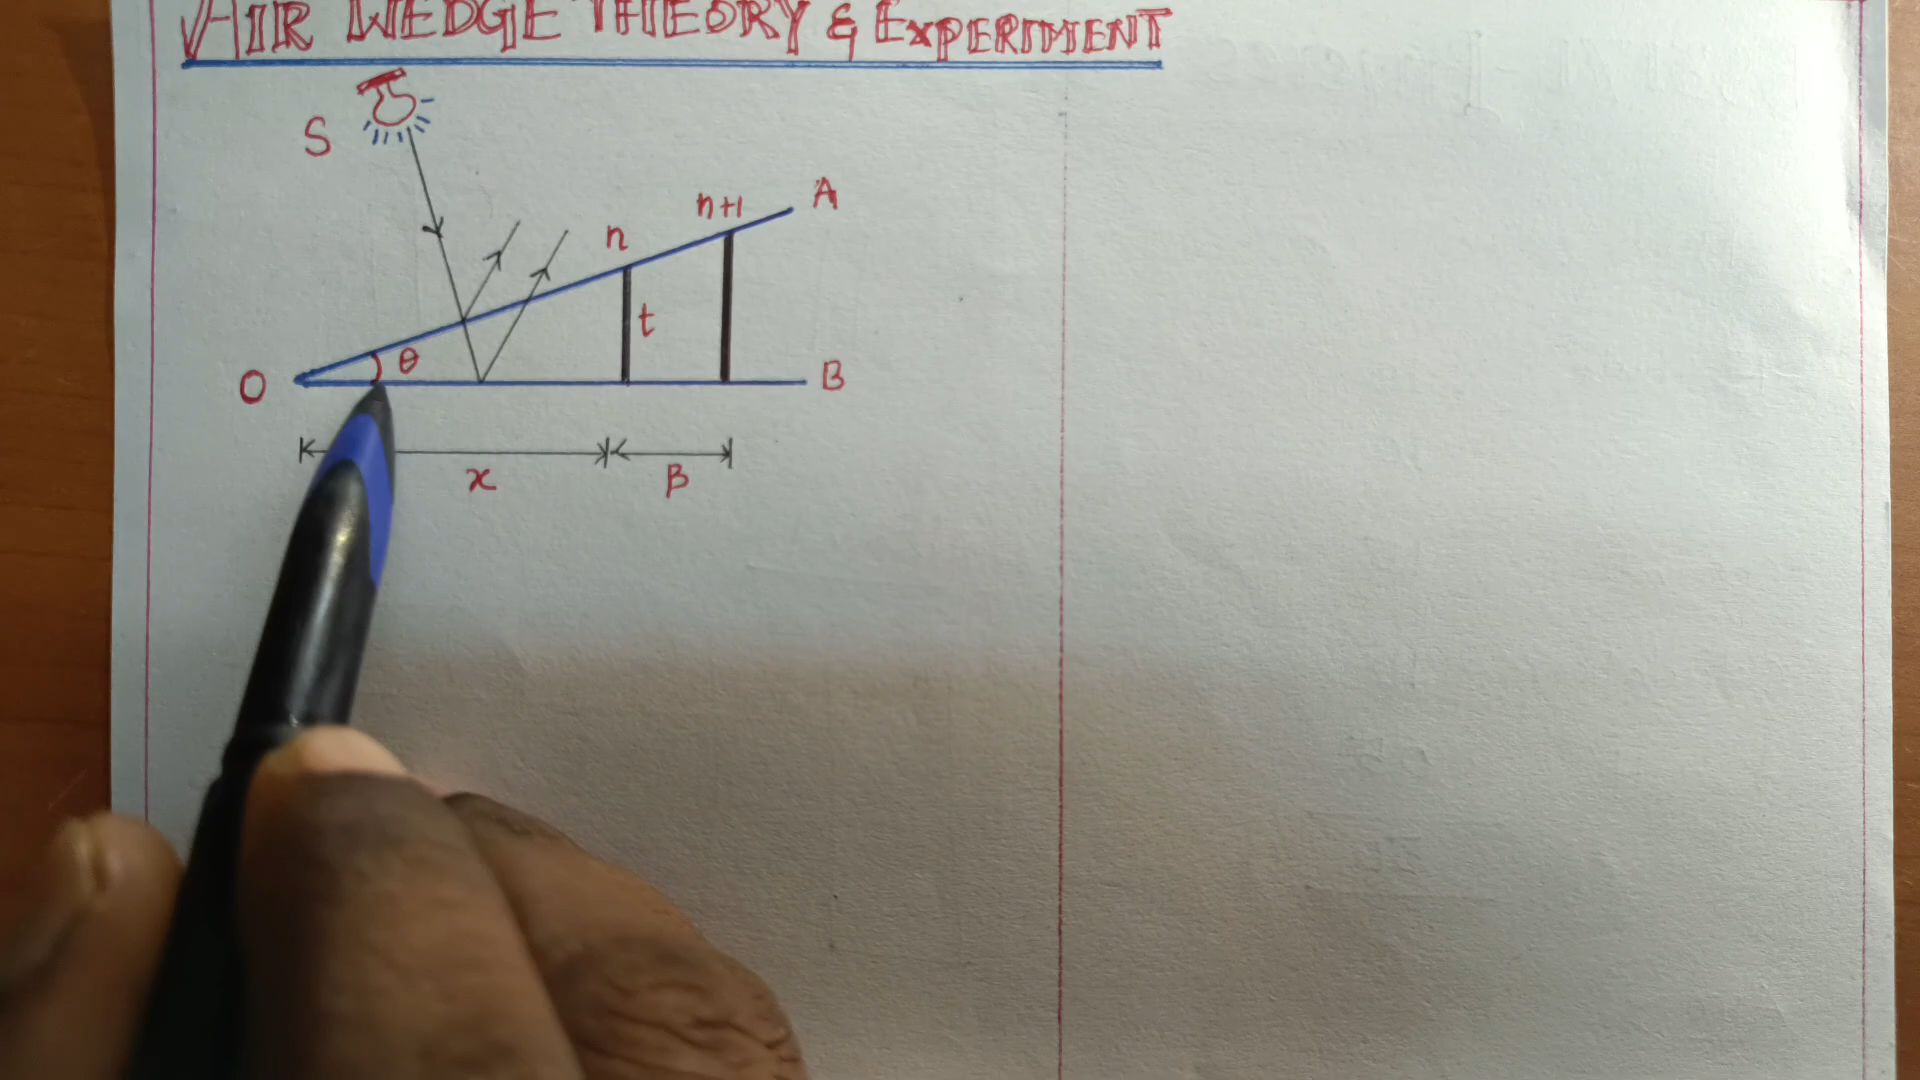 AIR WEDGE THEORY & EXPERIMENT
S
A
n+1
n
t
θ
O
B
x
β